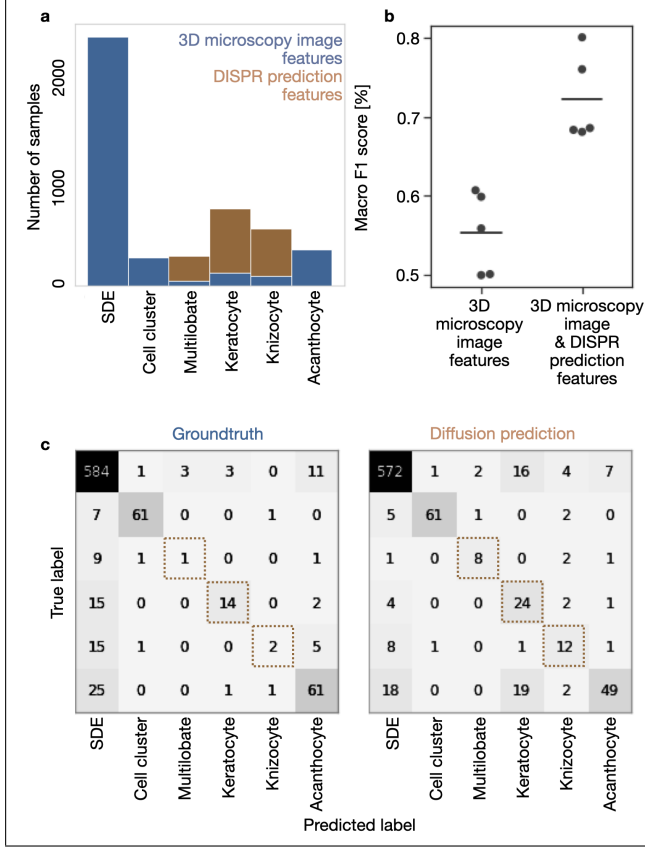 a
3D microscopy image
features
DISPR prediction
features
Number of samples
2000
1000
0
SDE
Cell cluster
Multilobate
Keratocyte
Knizocyte
Acanthocyte
b
Macro F1 score [%]
0.8
0.7
0.6
0.5
3D
microscopy
image
features
3D microscopy
image
& DISPR
prediction
features
c
Groundtruth
True label
584 1 3 3 0 11
7 61 0 0 1 0
9 1 1 0 0 1
15 0 0 14 0 2
15 1 0 0 2 5
25 0 0 1 1 61
SDE
Cell cluster
Multilobate
Keratocyte
Knizocyte
Acanthocyte
Diffusion prediction
572 1 2 16 4 7
5 61 1 0 2 0
1 0 8 0 2 1
4 0 0 24 2 1
8 1 0 1 12 1
18 0 0 19 2 49
SDE
Cell cluster
Multilobate
Keratocyte
Knizocyte
Acanthocyte
Predicted label